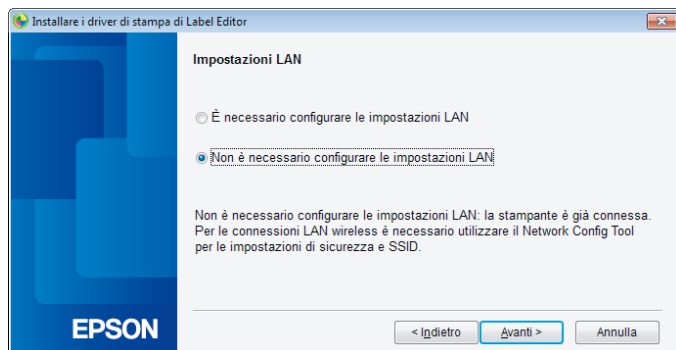 Installare i driver di stampa di Label Editor
Impostazioni LAN
È necessario configurare le impostazioni LAN
Non è necessario configurare le impostazioni LAN
Non è necessario configurare le impostazioni LAN: la stampante è già connessa.
Per le connessioni LAN wireless è necessario utilizzare il Network Config Tool
per le impostazioni di sicurezza e SSID.
EPSON
< Indietro
Avanti >
Annulla